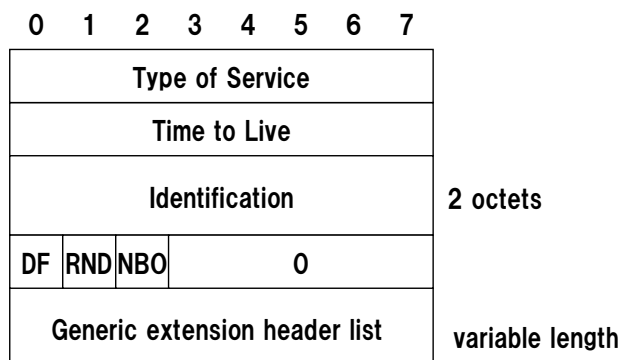 0 1 2 3 4 5 6 7
Type of Service
Time to Live
Identification 2 octets
DF RND NBO 0
Generic extension header list variable length